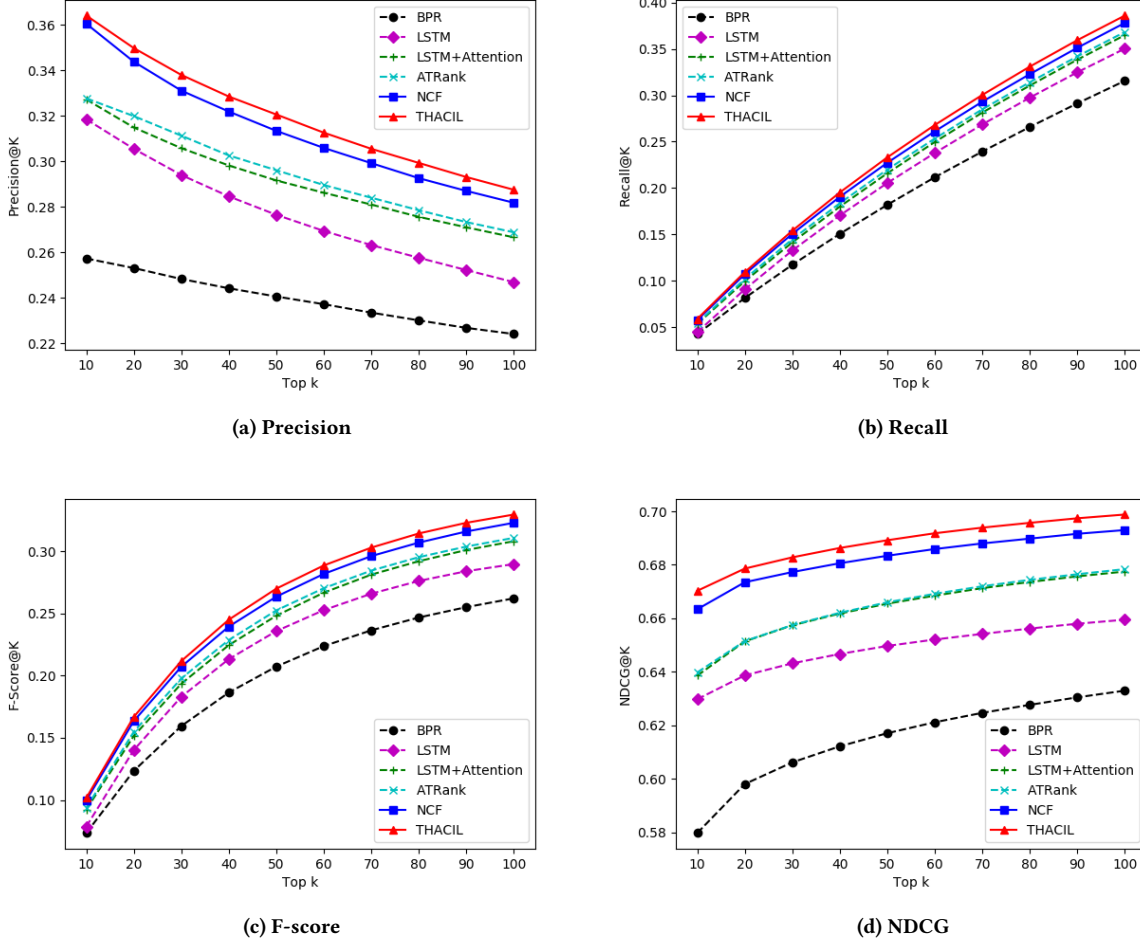 0.36
0.34
0.32
0.30
0.28
0.26
0.24
0.22
Precision@K
10 20 30 40 50 60 70 80 90 100
Top k
BPR
LSTM
LSTM+Attention
ATRank
NCF
THACIL
(a) Precision
0.40
0.35
0.30
0.25
0.20
0.15
0.10
0.05
Recall@K
10 20 30 40 50 60 70 80 90 100
Top k
BPR
LSTM
LSTM+Attention
ATRank
NCF
THACIL
(b) Recall
0.30
0.25
0.20
0.15
0.10
F-Score@K
10 20 30 40 50 60 70 80 90 100
Top k
BPR
LSTM
LSTM+Attention
ATRank
NCF
THACIL
(c) F-score
0.70
0.68
0.66
0.64
0.62
0.60
0.58
NDCG@K
10 20 30 40 50 60 70 80 90 100
Top k
BPR
LSTM
LSTM+Attention
ATRank
NCF
THACIL
(d) NDCG